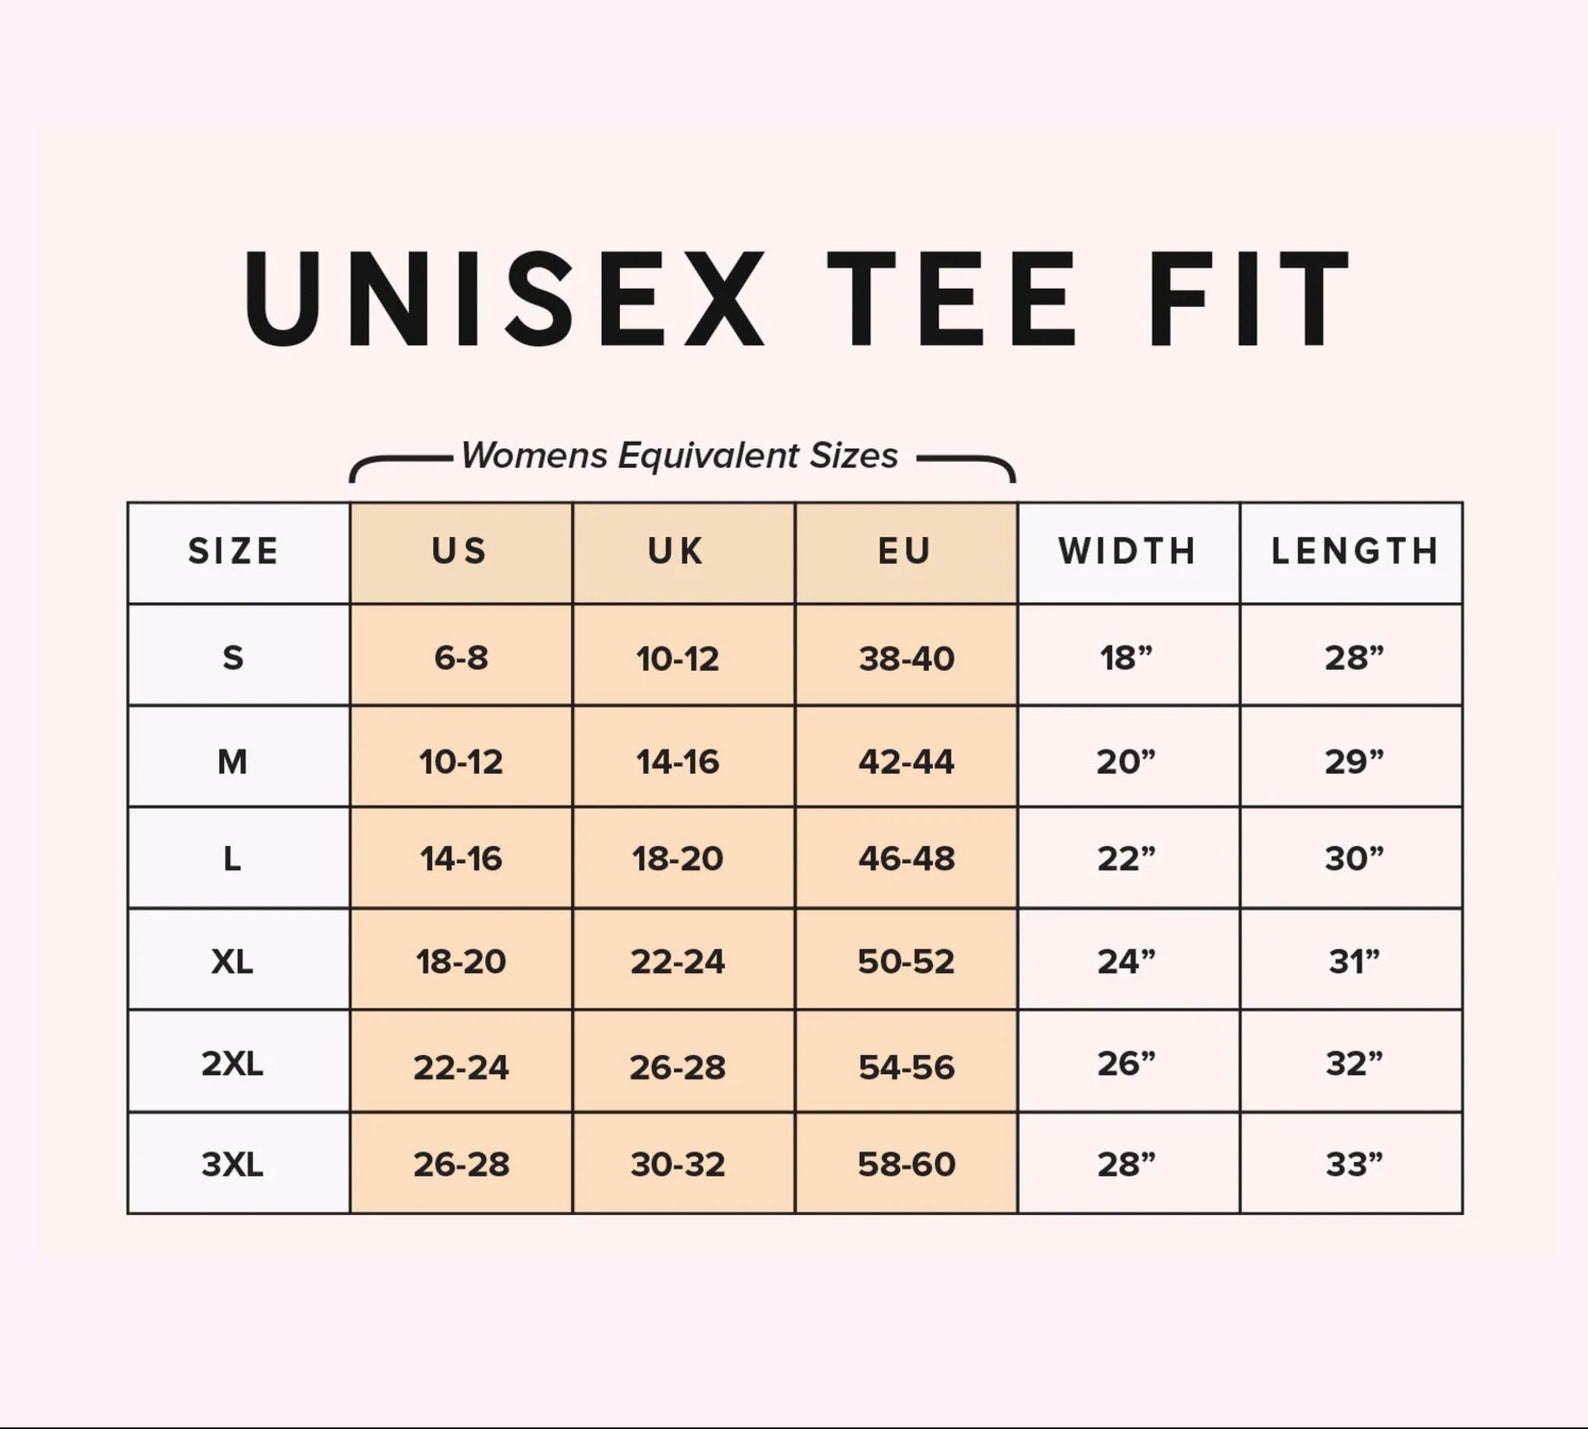 UNISEX TEE FIT
Womens Equivalent Sizes
SIZE US UK EU WIDTH LENGTH
S 6-8 10-12 38-40 18” 28”
M 10-12 14-16 42-44 20” 29”
L 14-16 18-20 46-48 22” 30”
XL 18-20 22-24 50-52 24” 31”
2XL 22-24 26-28 54-56 26” 32”
3XL 26-28 30-32 58-60 28” 33”